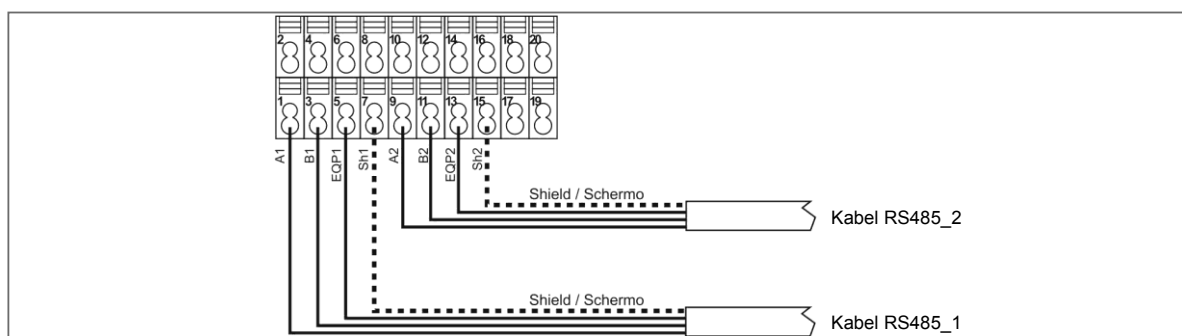 2 4 6 8 10 12 14 16 18 20
1 3 5 7 9 11 13 15 17 19
A1 B1 EQP1 Sh1 A2 B2 EQP2 Sh2
Shield / Schermo
Kabel RS485_2
Shield / Schermo
Kabel RS485_1